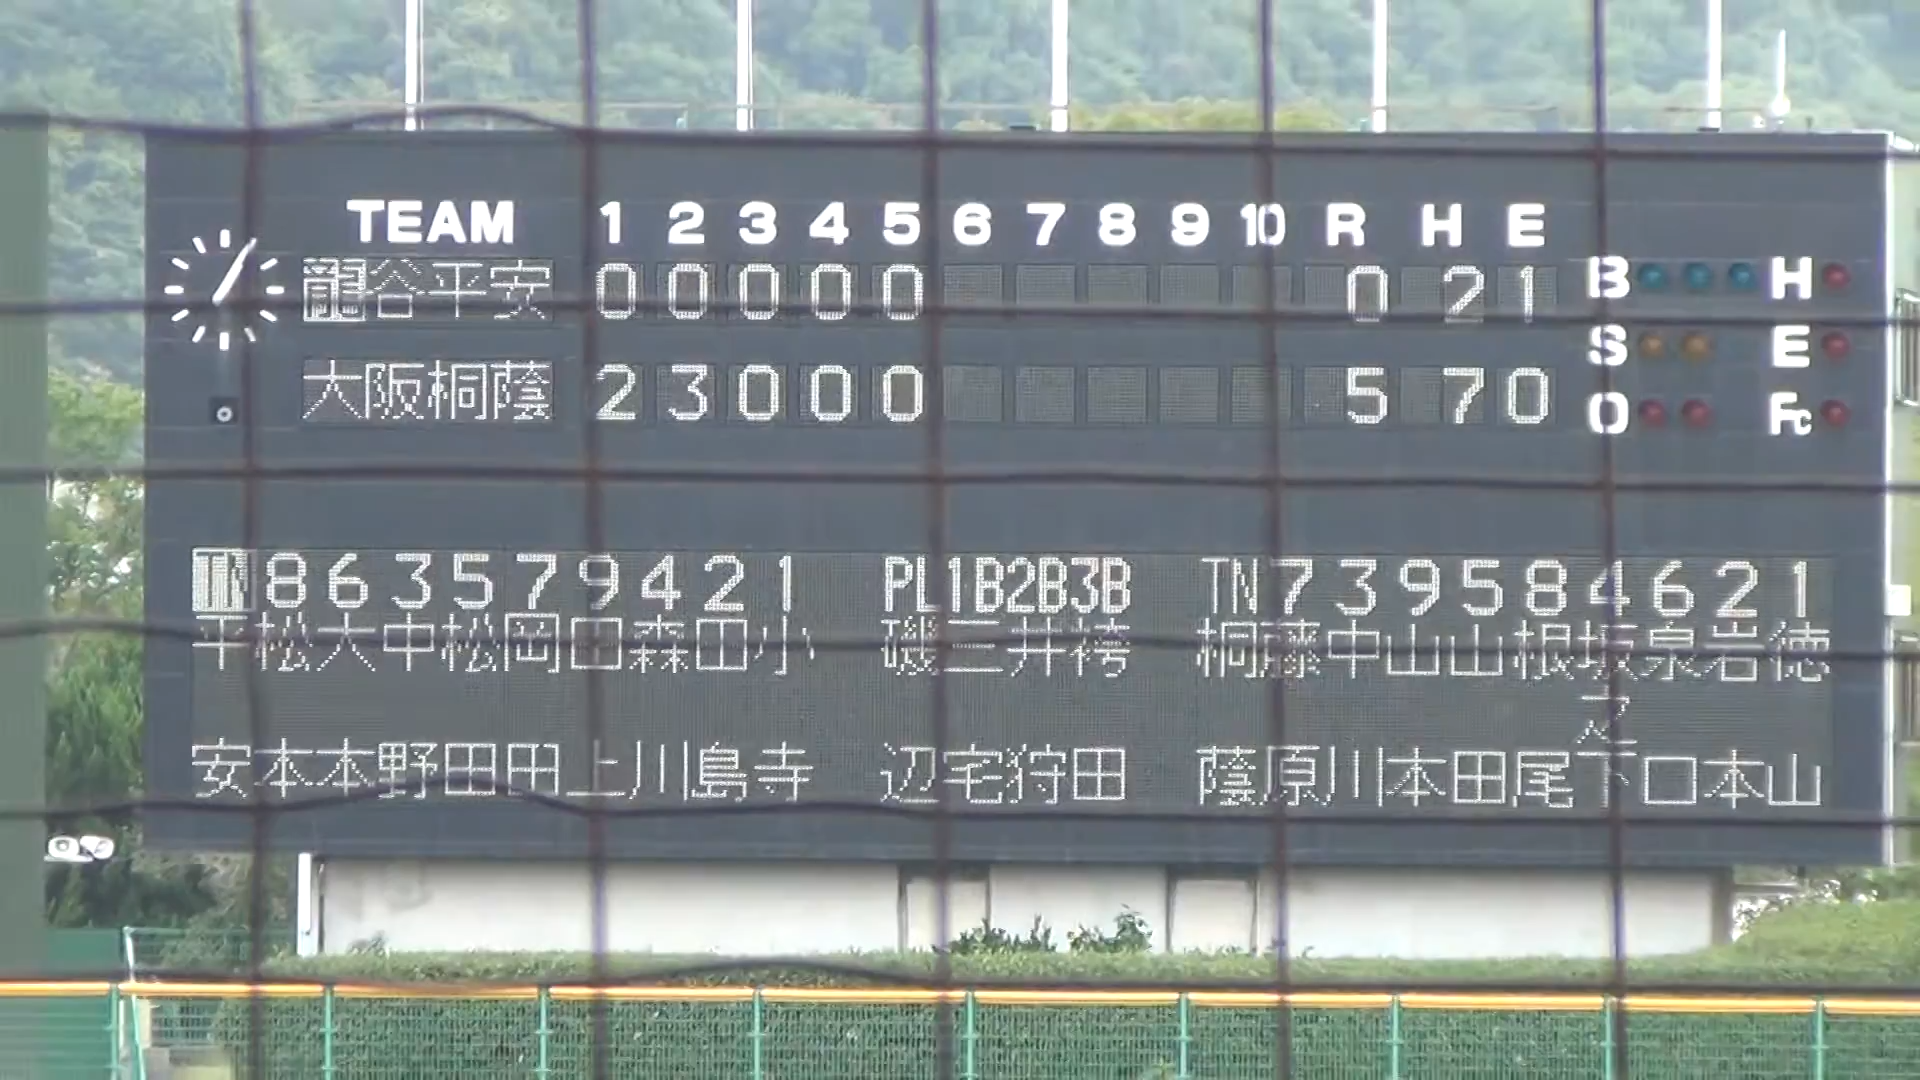 TEAM 1 2 3 4 5 6 7 8 9 10 R H E
龍谷平安 0 0 0 0 0 0 2 1 B H
S E
大阪桐蔭 2 3 0 0 0 5 7 0 O Fc
TN 8 6 3 5 7 9 4 2 1 PL 1B 2B 3B TN 7 3 9 5 8 4 6 2 1
平 松 大 中 松 岡 田 森 田 小 磯 三 井 袴 桐 藤 中 山 山 根 坂 泉 岩 徳
之
安 本 本 野 田 田 上 川 島 寺 辺 宅 狩 田 蔭 原 川 本 田 尾 下 口 本 山